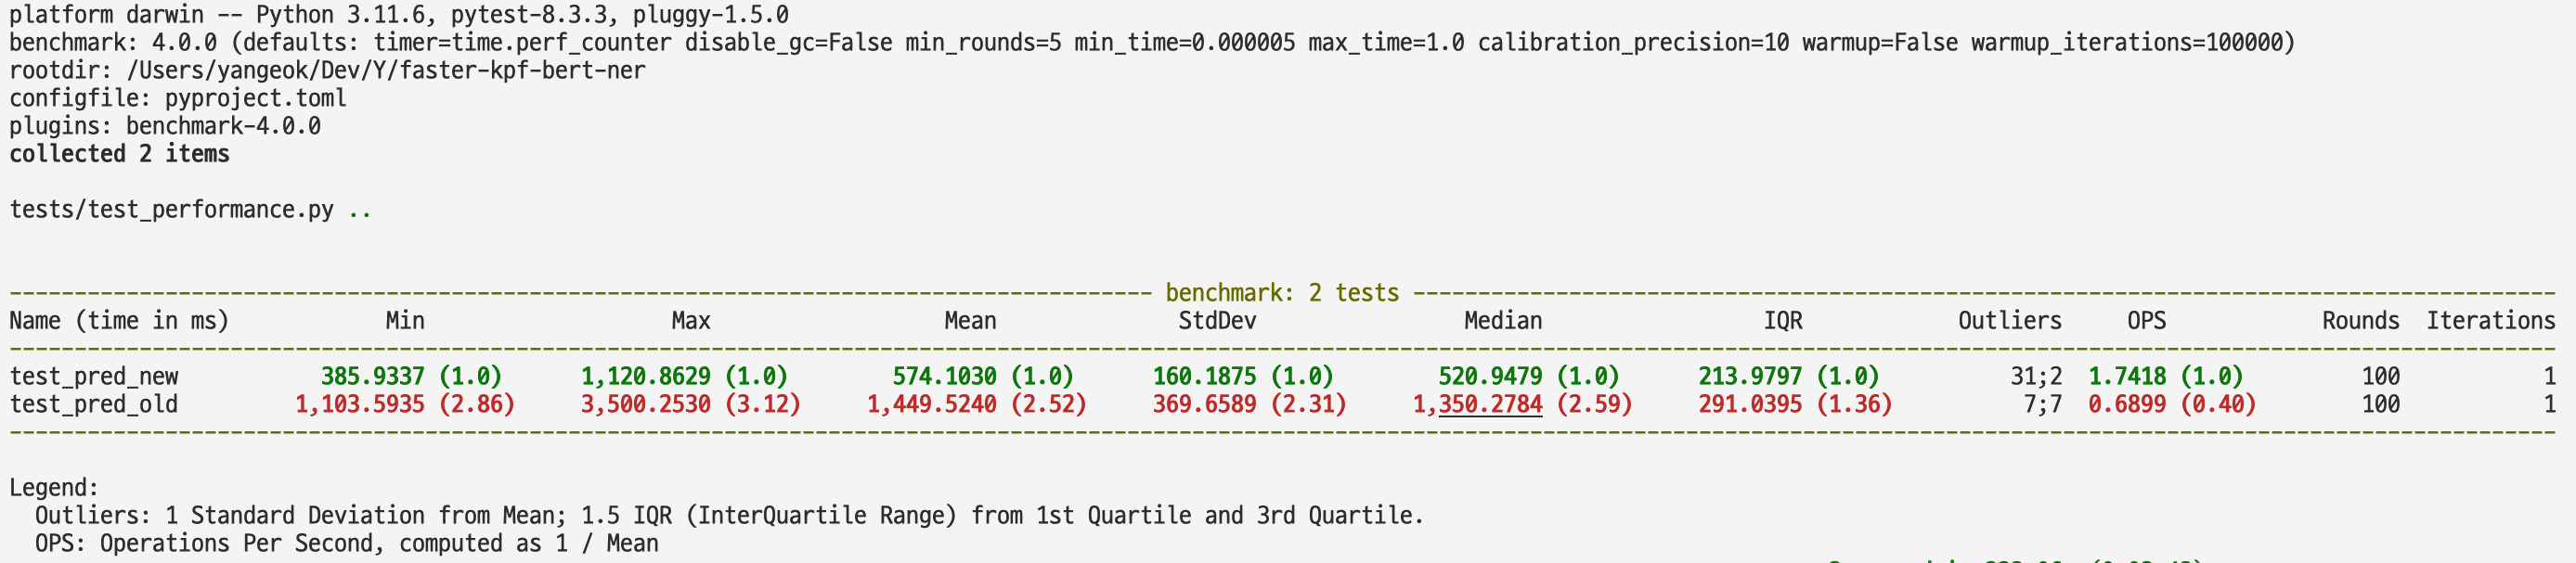 platform darwin -- Python 3.11.6, pytest-8.3.3, pluggy-1.5.0
benchmark: 4.0.0 (defaults: timer=time.perf_counter disable_gc=False min_rounds=5 min_time=0.000005 max_time=1.0 calibration_precision=10 warmup=False warmup_iterations=100000)
rootdir: /Users/yangeok/Dev/Y/faster-kpf-bert-ner
configfile: pyproject.toml
plugins: benchmark-4.0.0
collected 2 items
tests/test_performance.py ..
benchmark: 2 tests
Name (time in ms) Min Max Mean StdDev Median IQR Outliers OPS Rounds Iterations
test_pred_new 385.9337 (1.0) 1,120.8629 (1.0) 574.1030 (1.0) 160.1875 (1.0) 520.9479 (1.0) 213.9797 (1.0) 31;2 1.7418 (1.0) 100 1
test_pred_old 1,103.5935 (2.86) 3,500.2530 (3.12) 1,449.5240 (2.52) 369.6589 (2.31) 1,350.2784 (2.59) 291.0395 (1.36) 7;7 0.6899 (0.40) 100 1
Legend:
Outliers: 1 Standard Deviation from Mean; 1.5 IQR (InterQuartile Range) from 1st Quartile and 3rd Quartile.
OPS: Operations Per Second, computed as 1 / Mean